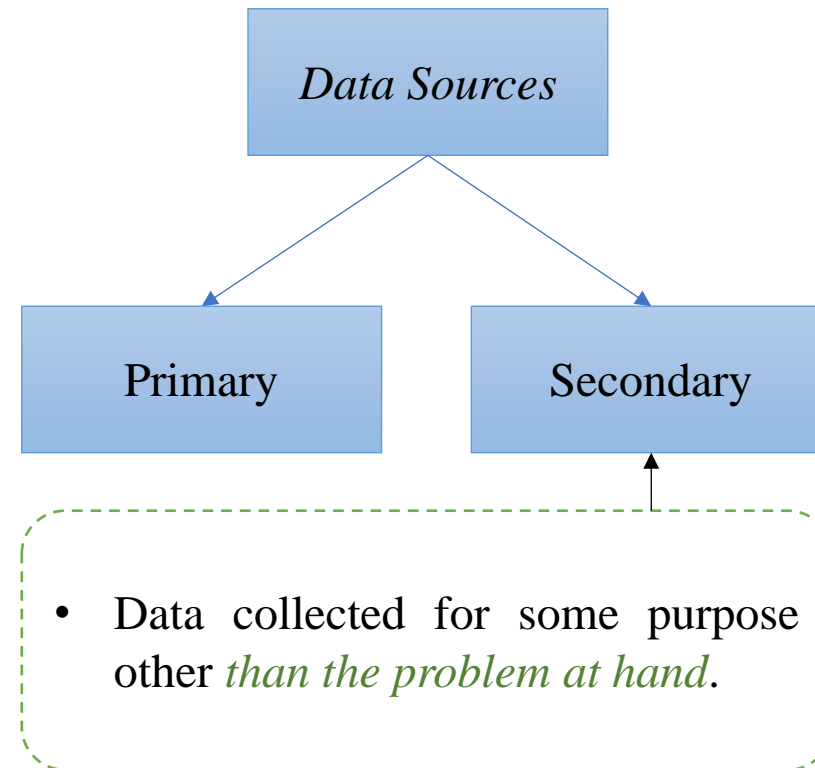 Data Sources
Primary
Secondary
• Data collected for some purpose
other than the problem at hand.